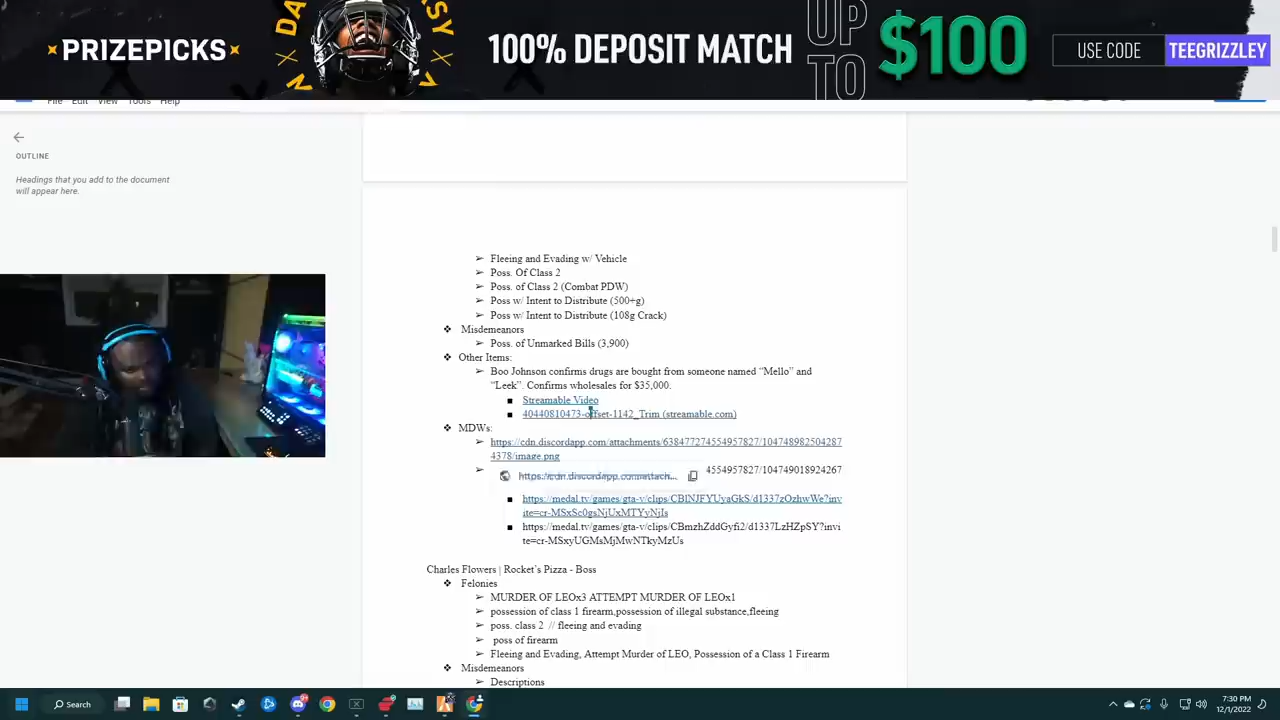 PRIZEPICKS
100% DEPOSIT MATCH
UP TO $100
USE CODE TEEGRIZZLEY
File Edit View Tools Help
OUTLINE
Headings that you add to the document
will appear here.
➢ Fleeing and Evading w/ Vehicle
➢ Poss. Of Class 2
➢ Poss. of Class 2 (Combat PDW)
➢ Poss w/ Intent to Distribute (500+g)
➢ Poss w/ Intent to Distribute (108g Crack)
❖ Misdemeanors
➢ Poss. of Unmarked Bills (3,900)
❖ Other Items:
➢ Boo Johnson confirms drugs are bought from someone named “Mello” and
“Leek”. Confirms wholesales for $35,000.
■ Streamable Video
■ 40440810473-offset-1142_Trim (streamable.com)
❖ MDWs:
➢ https://cdn.discordapp.com/attachments/638477274554957827/104748982504287
4378/image.png
➢ 4554957827/104749018924267
https://cdn.discordapp.com/attach...
■ https://medal.tv/games/gta-v/clips/CBlNJFYUyaGkS/d1337zOzhwWe?inv
ite=cr-MSxSc0gsNjUxMTYyNjIs
■ https://medal.tv/games/gta-v/clips/CBmzhZddGyfi2/d1337LzHZpSY?invi
te=cr-MSxyUGMsMjMwNTkyMzUs
Charles Flowers | Rocket’s Pizza - Boss
❖ Felonies
➢ MURDER OF LEOx3 ATTEMPT MURDER OF LEOx1
➢ possession of class 1 firearm,possession of illegal substance,fleeing
➢ poss. class 2 // fleeing and evading
➢ poss of firearm
➢ Fleeing and Evading, Attempt Murder of LEO, Possession of a Class 1 Firearm
❖ Misdemeanors
➢ Descriptions
Search
7:30 PM
12/1/2022